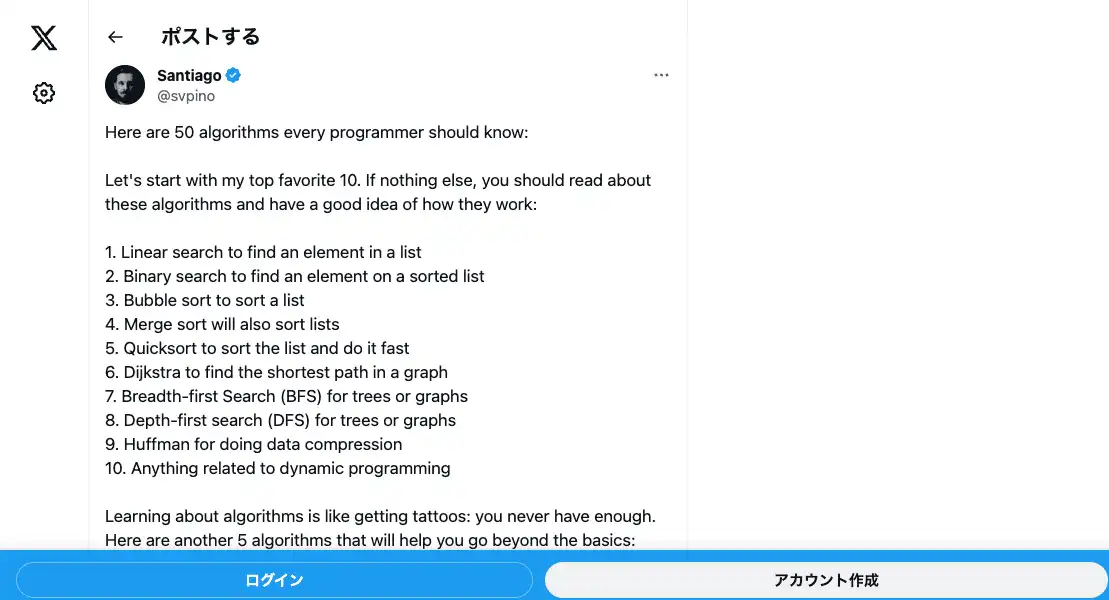 ポストする
Santiago
@svpino
Here are 50 algorithms every programmer should know:
Let's start with my top favorite 10. If nothing else, you should read about
these algorithms and have a good idea of how they work:
1. Linear search to find an element in a list
2. Binary search to find an element on a sorted list
3. Bubble sort to sort a list
4. Merge sort will also sort lists
5. Quicksort to sort the list and do it fast
6. Dijkstra to find the shortest path in a graph
7. Breadth-first Search (BFS) for trees or graphs
8. Depth-first search (DFS) for trees or graphs
9. Huffman for doing data compression
10. Anything related to dynamic programming
Learning about algorithms is like getting tattoos: you never have enough.
Here are another 5 algorithms that will help you go beyond the basics:
ログイン
アカウント作成